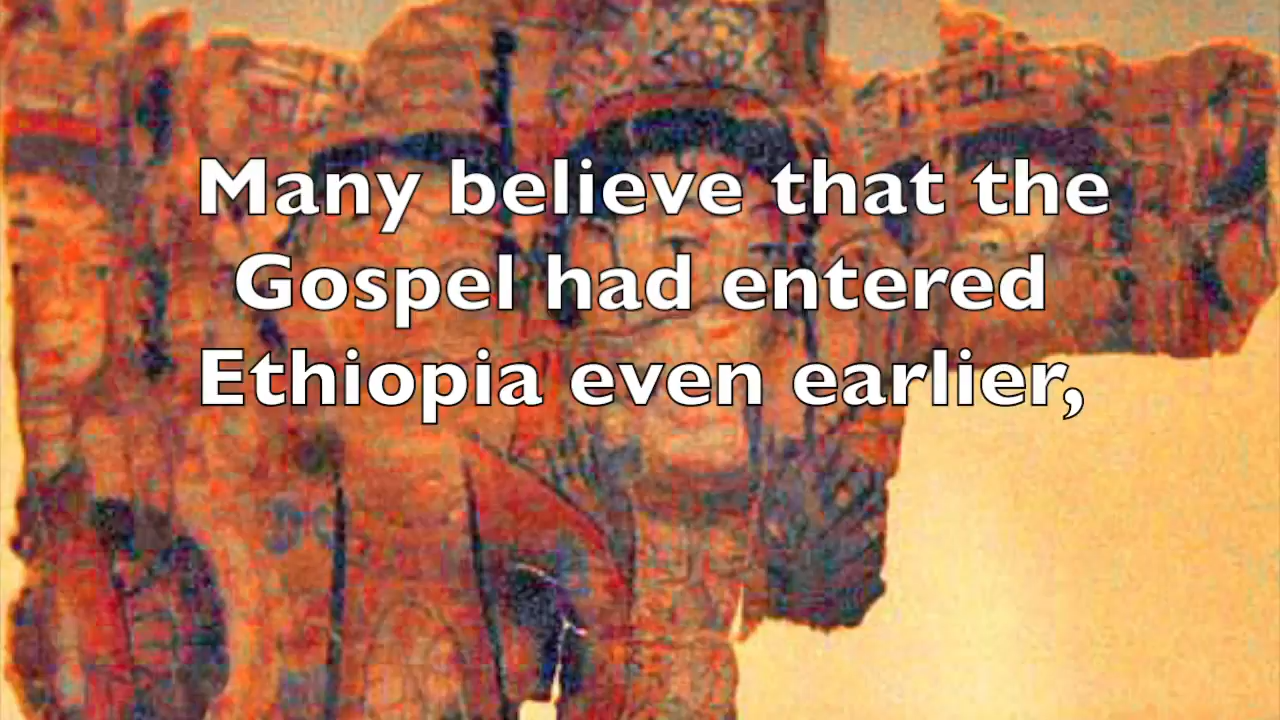 Many believe that the
Gospel had entered
Ethiopia even earlier,